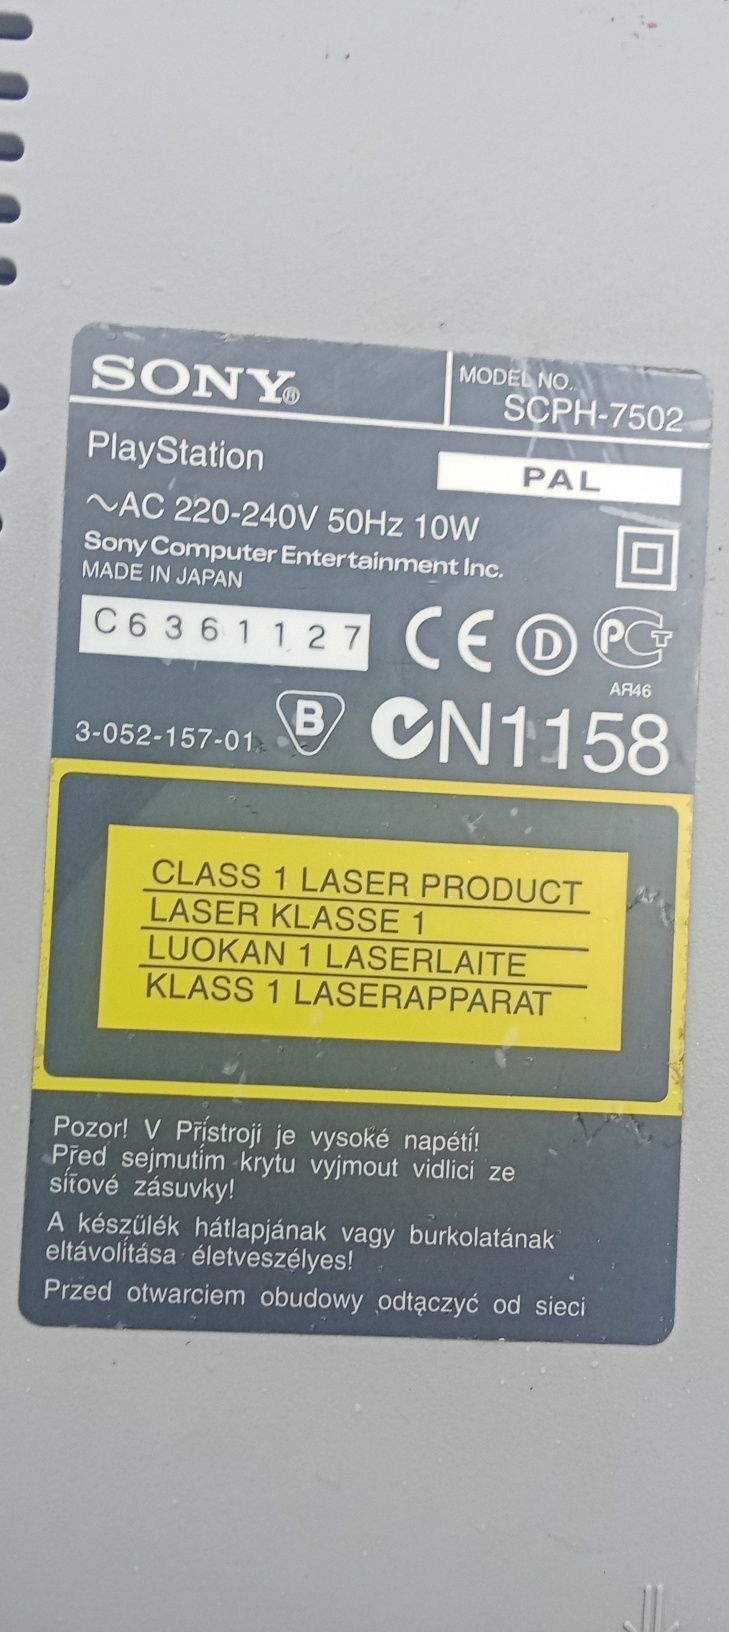 SONY®
MODEL NO.
SCPH-7502
PlayStation
PAL
~AC 220-240V 50Hz 10W
Sony Computer Entertainment Inc.
MADE IN JAPAN
C6361127
CE D PCT
АЯ46
3-052-157-01 B N1158
CLASS 1 LASER PRODUCT
LASER KLASSE 1
LUOKAN 1 LASERLAITE
KLASS 1 LASERAPPARAT
Pozor! V Přístroji je vysoké napětí!
Před sejmutím krytu vyjmout vidlici ze
síťové zásuvky!
A készülék hátlapjának vagy burkolatának
eltávolítása életveszélyes!
Przed otwarciem obudowy odtączyć od sieci